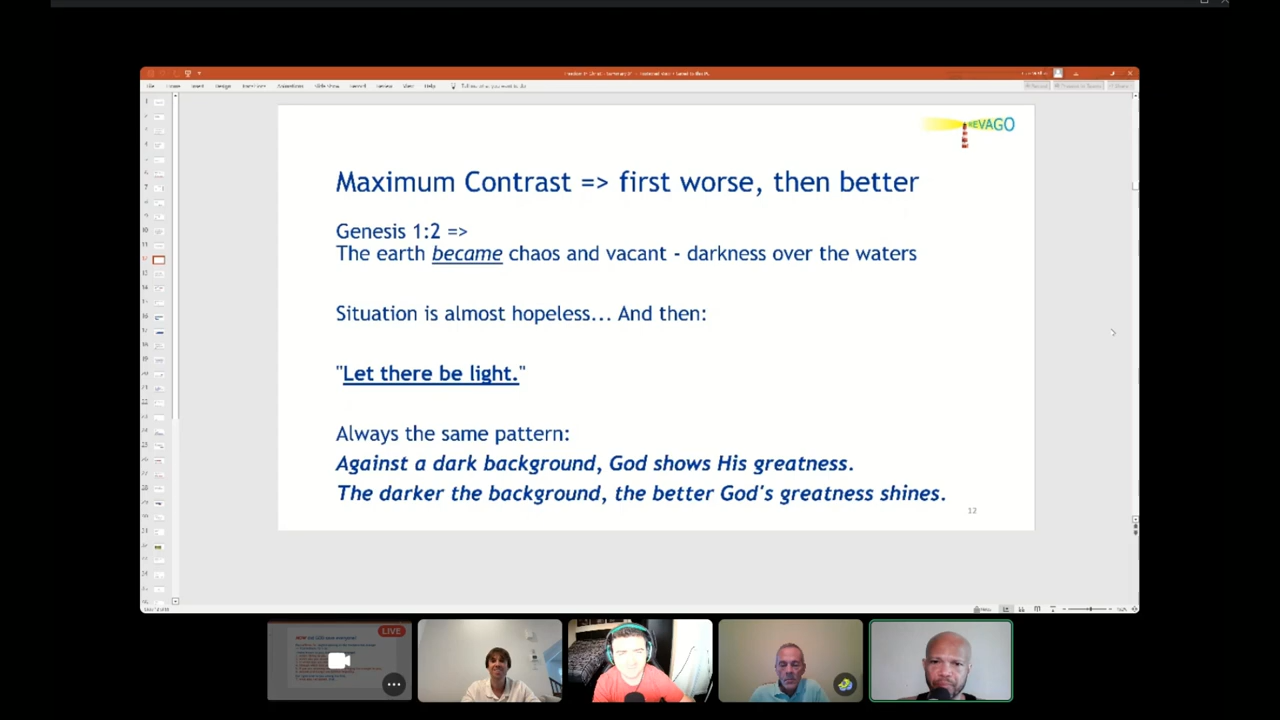 EVAGO
Maximum Contrast => first worse, then better
Genesis 1:2 =>
The earth became chaos and vacant - darkness over the waters
Situation is almost hopeless... And then:
"Let there be light."
Always the same pattern:
Against a dark background, God shows His greatness.
The darker the background, the better God's greatness shines.
12
LIVE